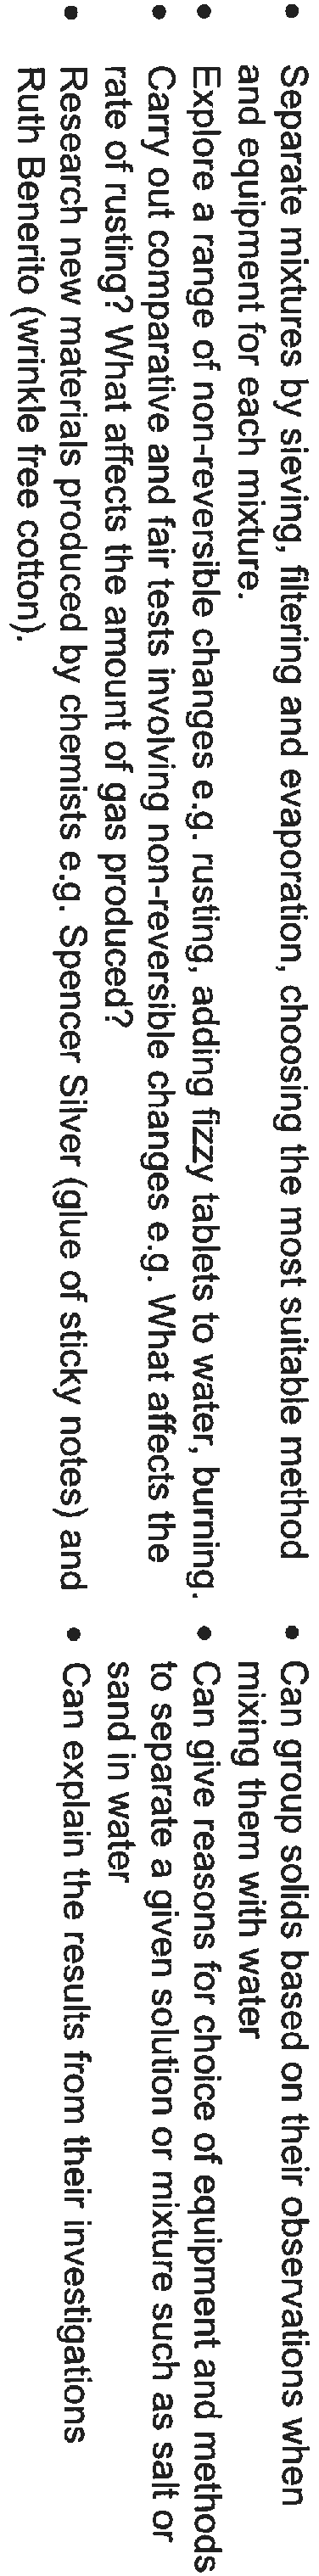 • Separate mixtures by sieving, filtering and evaporation, choosing the most suitable method
and equipment for each mixture.
• Explore a range of non-reversible changes e.g. rusting, adding fizzy tablets to water, burning.
• Carry out comparative and fair tests involving non-reversible changes e.g. What affects the
rate of rusting? What affects the amount of gas produced?
• Research new materials produced by chemists e.g. Spencer Silver (glue of sticky notes) and
Ruth Benerito (wrinkle free cotton).
• Can group solids based on their observations when
mixing them with water
• Can give reasons for choice of equipment and methods
to separate a given solution or mixture such as salt or
sand in water
• Can explain the results from their investigations